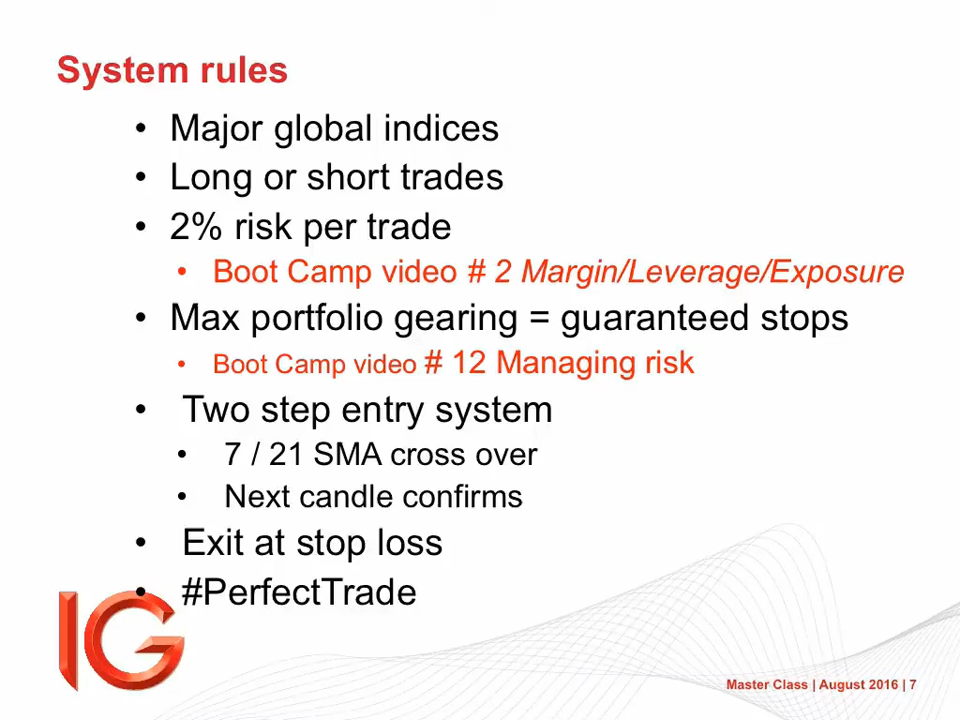 System rules
• Major global indices
• Long or short trades
• 2% risk per trade
• Boot Camp video # 2 Margin/Leverage/Exposure
• Max portfolio gearing = guaranteed stops
• Boot Camp video # 12 Managing risk
• Two step entry system
• 7 / 21 SMA cross over
• Next candle confirms
• Exit at stop loss
• #PerfectTrade
IG
Master Class | August 2016 | 7